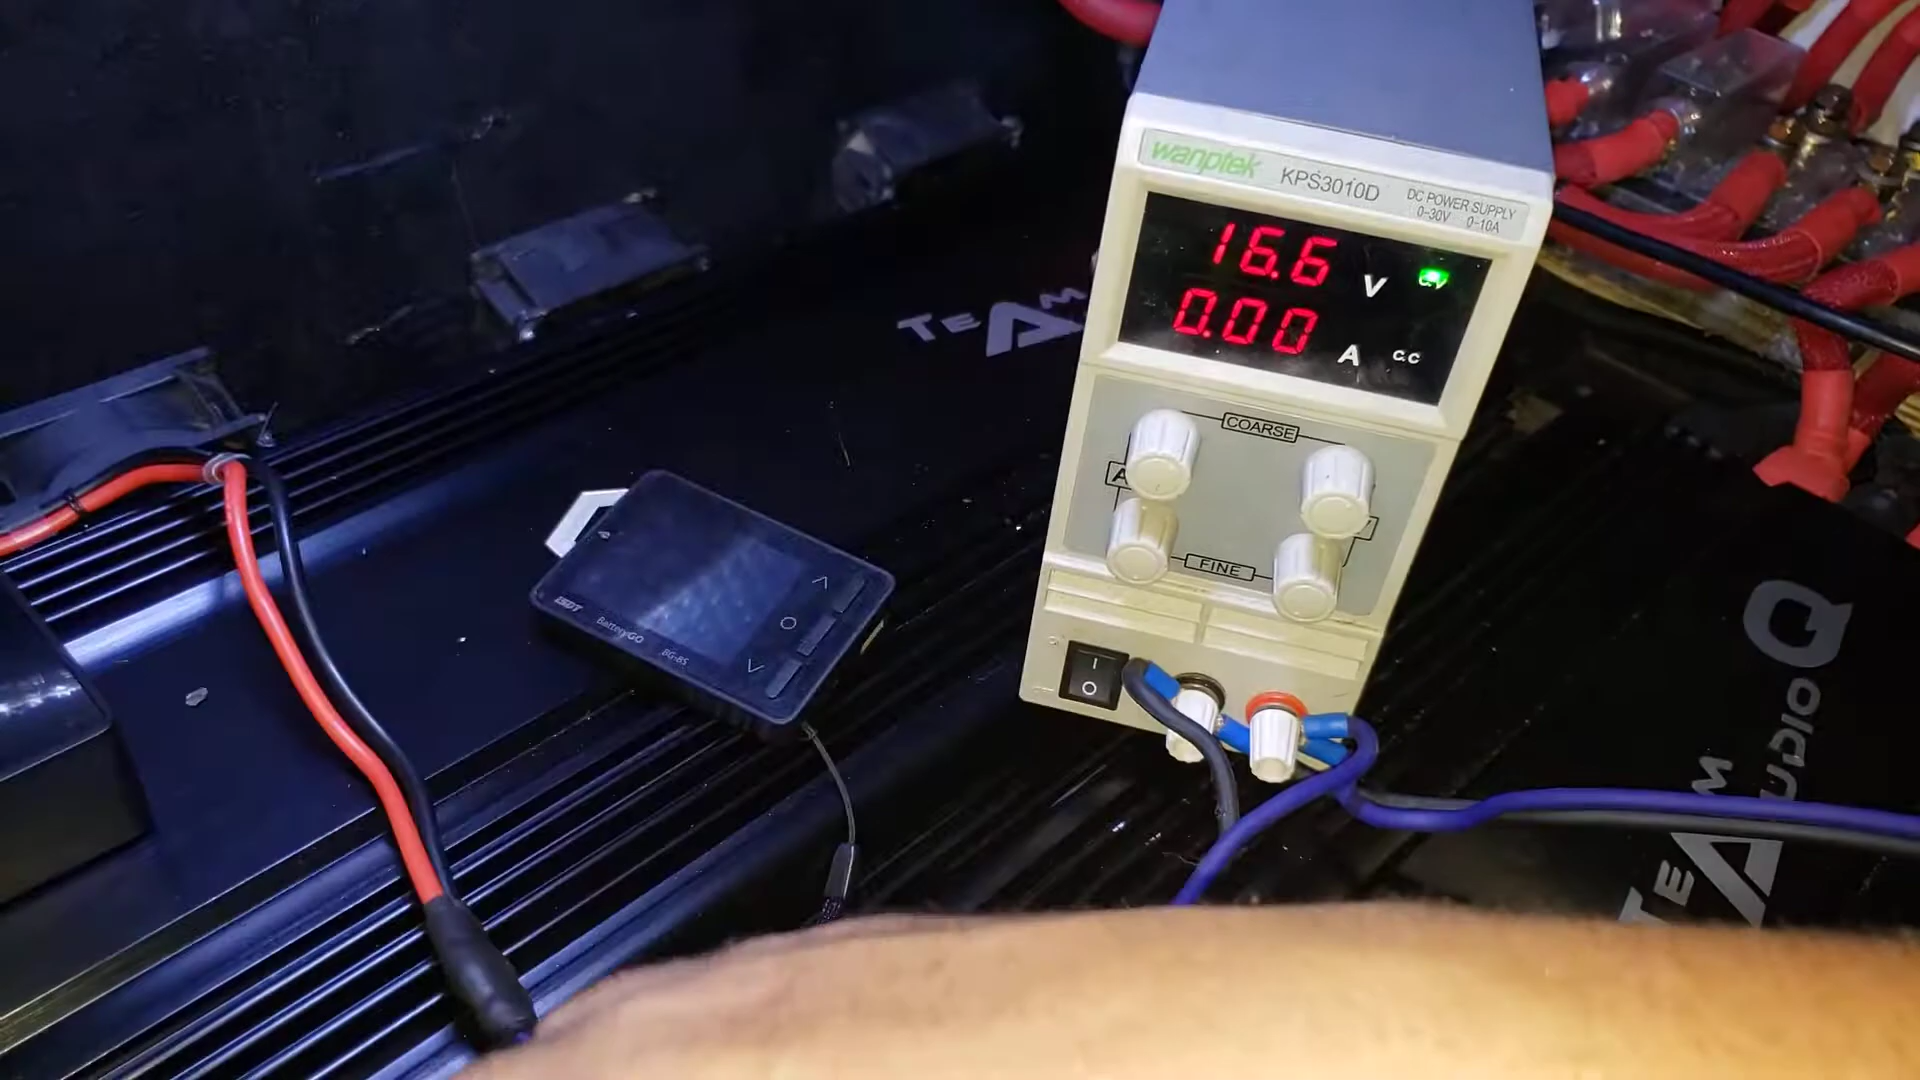 wanptek KPS3010D DC POWER SUPPLY
0-30V 0-10A
16.6 V C.V
0.00 A C.C
COARSE
A
V
FINE
I
O
TEAM
ISDT
BatteryGO
BG-8S
TEAM
AUDIOQ